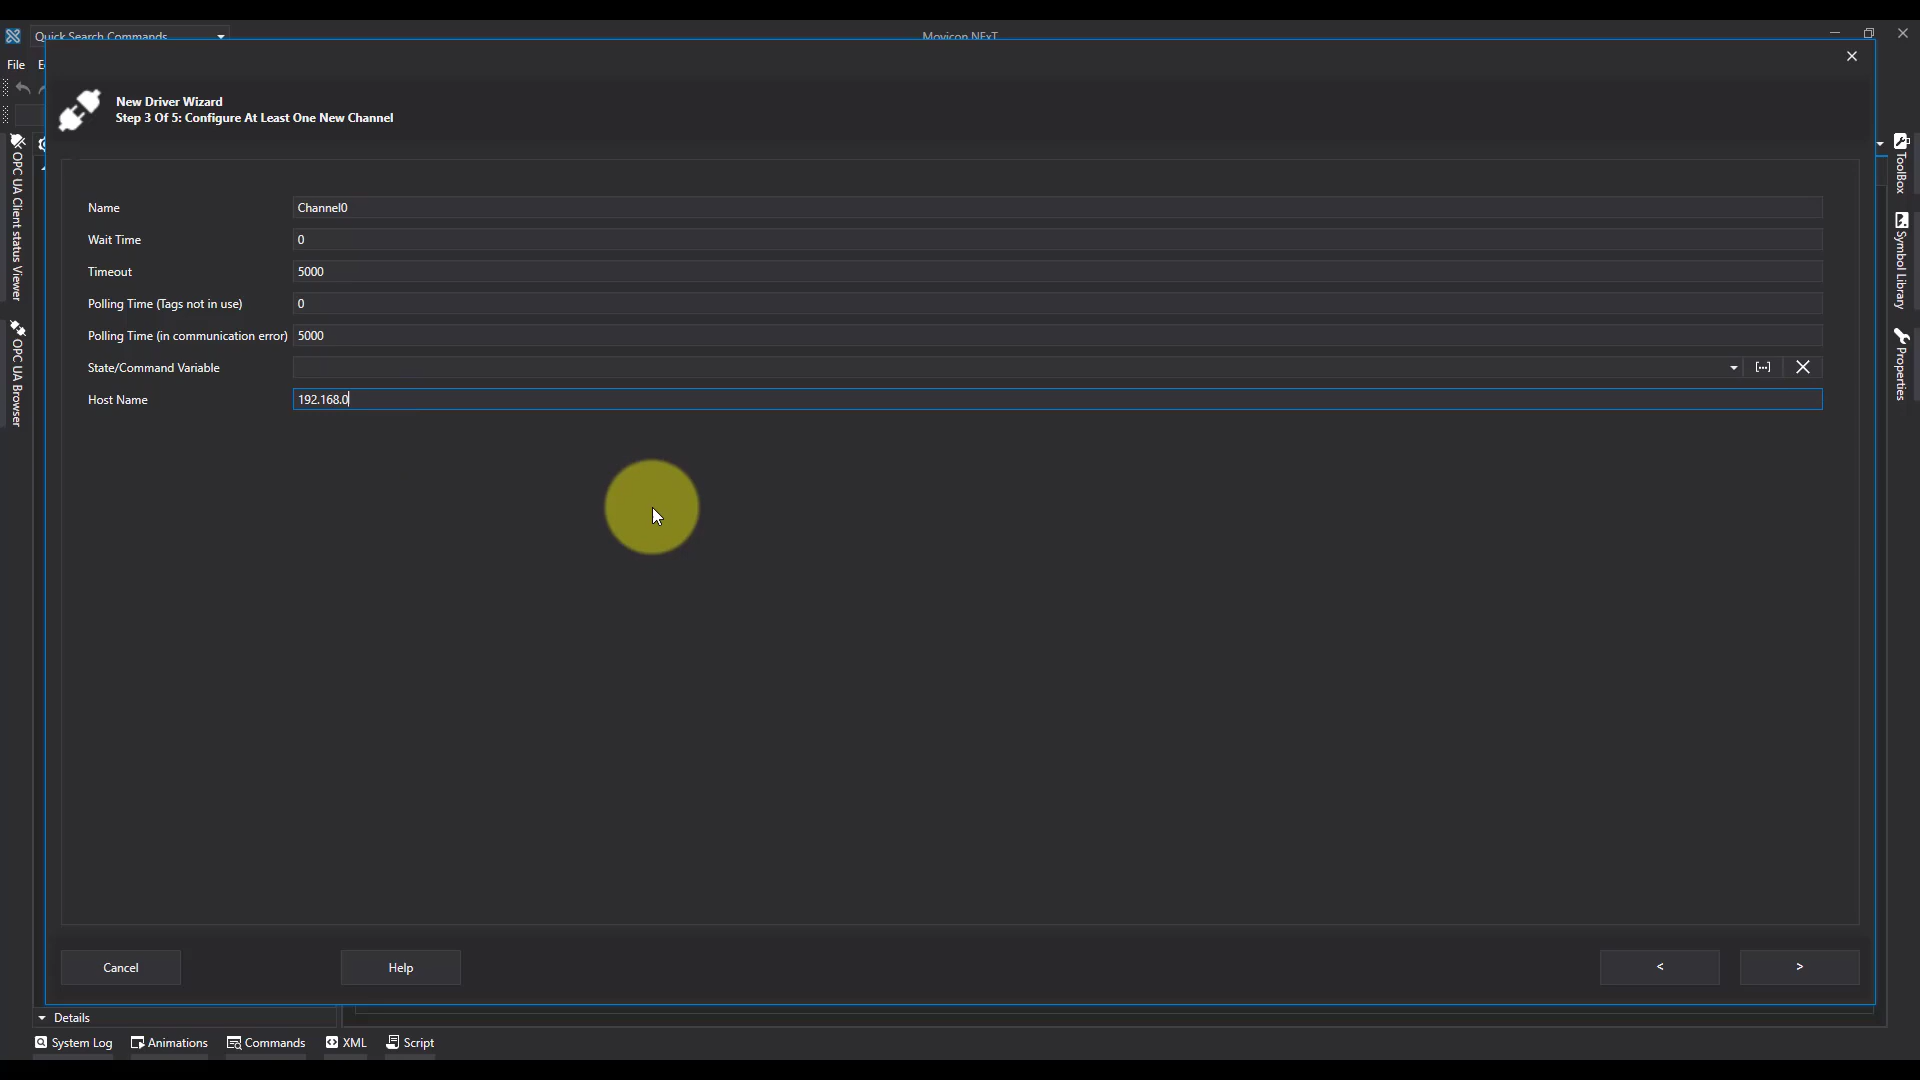 Quick Search Commands
Movicon NExT
File
New Driver Wizard
Step 3 Of 5: Configure At Least One New Channel
OPC UA Client status Viewer
OPC UA Browser
ToolBox
Symbol Library
Properties
Name
Channel0
Wait Time
0
Timeout
5000
Polling Time (Tags not in use)
0
Polling Time (in communication error)
5000
State/Command Variable
[...]
Host Name
192.168.0
Cancel
Help
<
>
Details
System Log
Animations
Commands
XML
Script